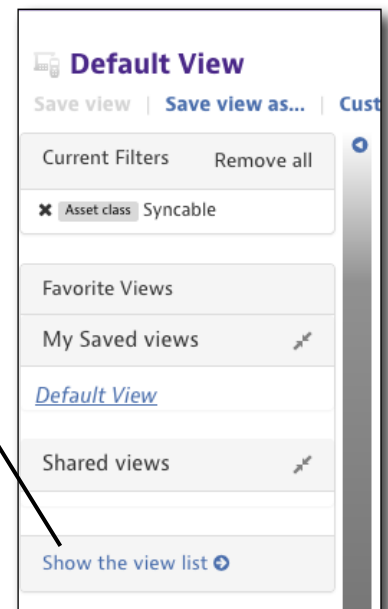 Default View
Save view | Save view as... | Cust
Current Filters Remove all
Asset class Syncable
Favorite Views
My Saved views
Default View
Shared views
Show the view list